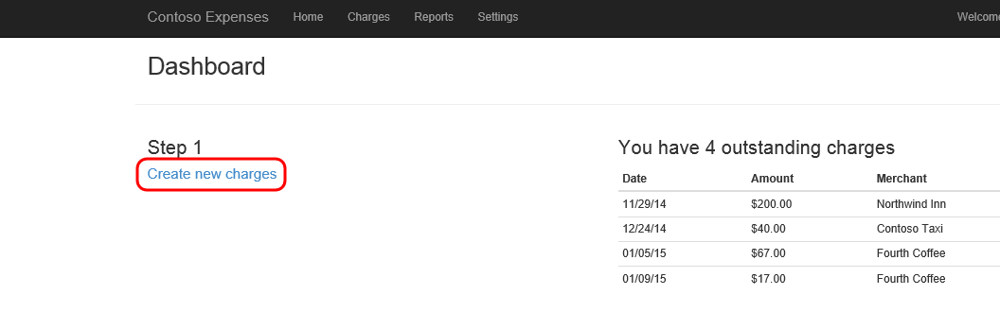 Contoso Expenses Home Charges Reports Settings Welcome
Dashboard
Step 1
Create new charges
You have 4 outstanding charges
Date Amount Merchant
11/29/14 $200.00 Northwind Inn
12/24/14 $40.00 Contoso Taxi
01/05/15 $67.00 Fourth Coffee
01/09/15 $17.00 Fourth Coffee